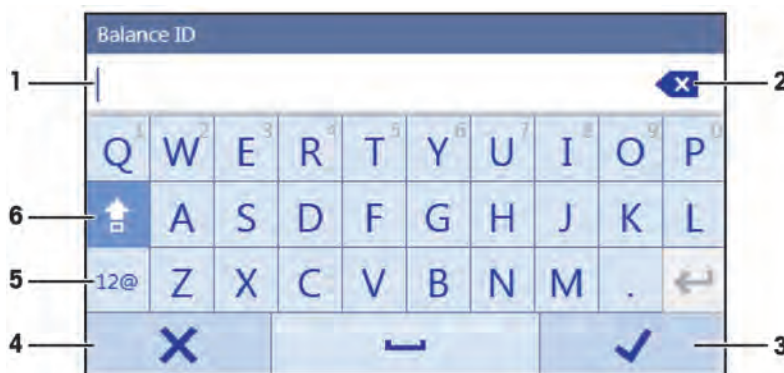 Balance ID
1 2
Q 1 W 2 E 3 R 4 T 5 Y 6 U 7 I 8 O 9 P 0
6 A S D F G H J K L
5 12@ Z X C V B N M .
4 3